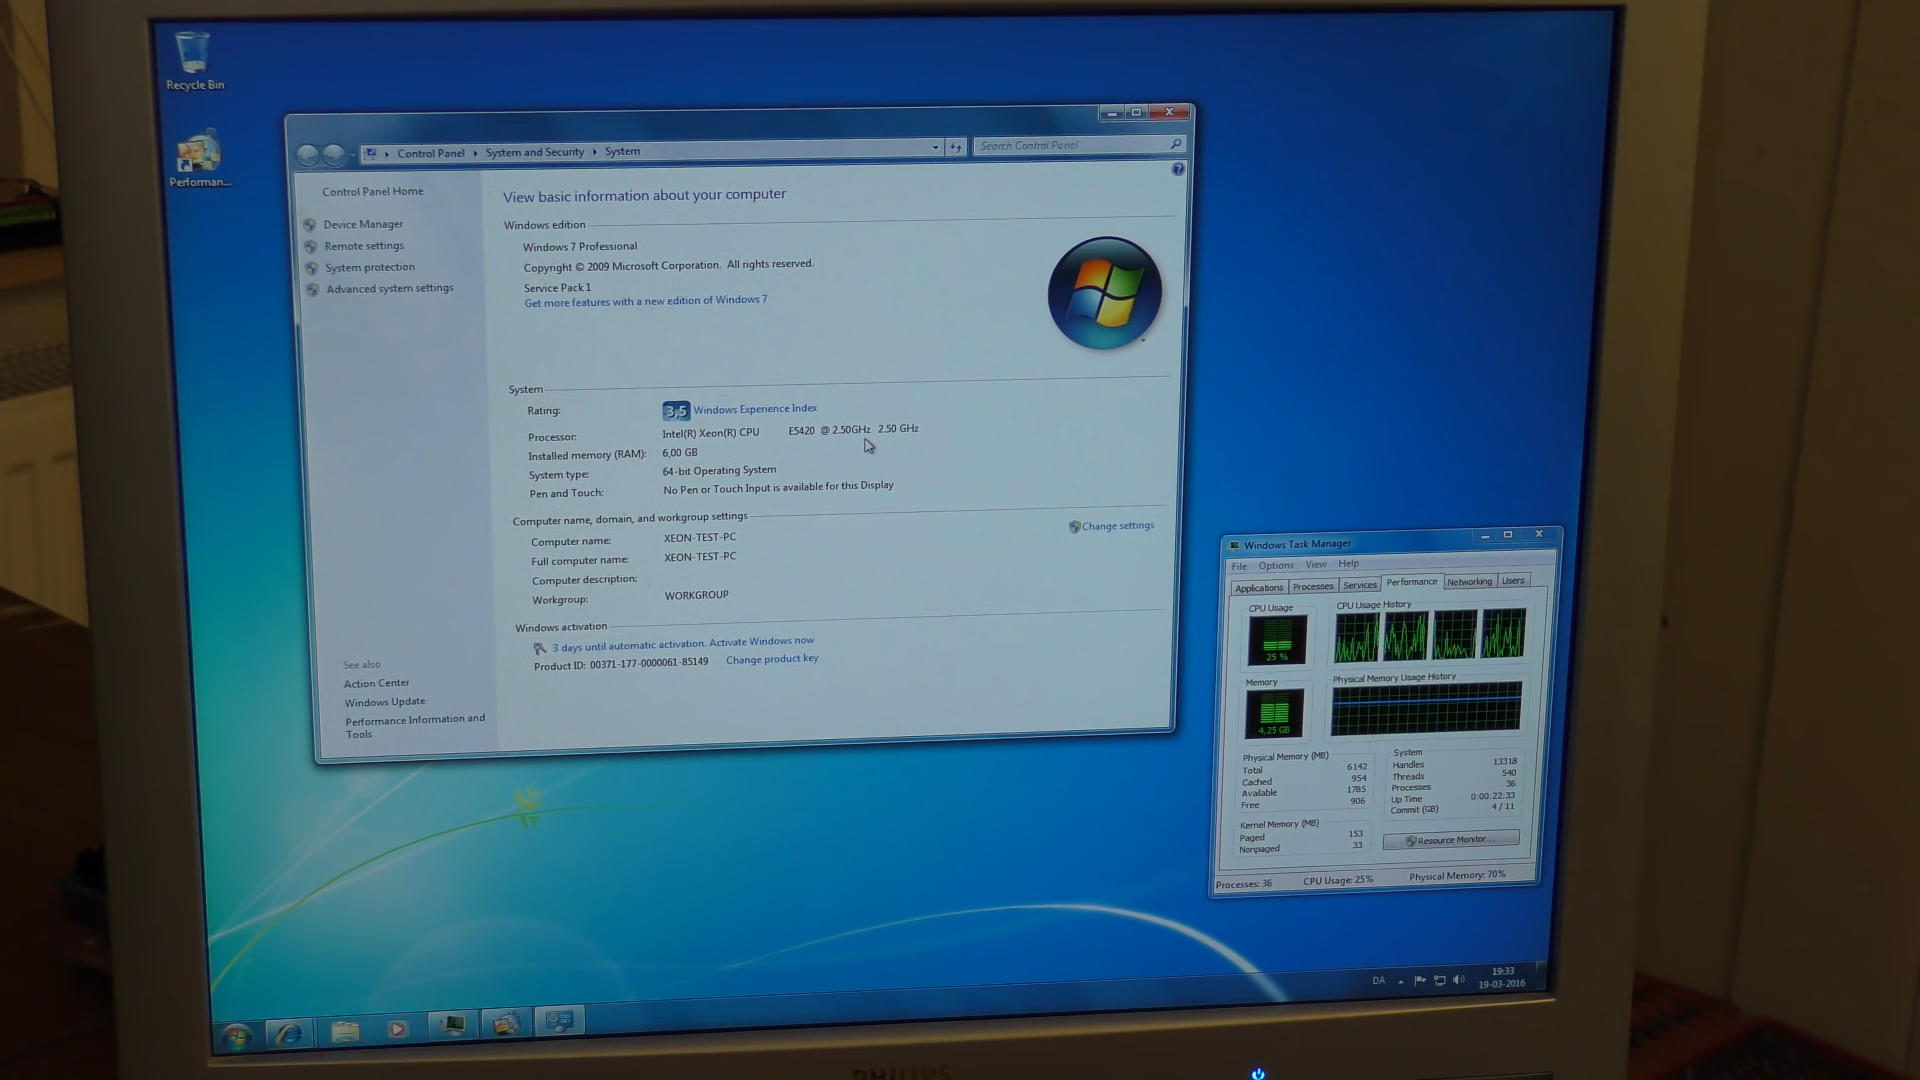 Recycle Bin
Performan...
Control Panel ▸ System and Security ▸ System
Search Control Panel
Control Panel Home
Device Manager
Remote settings
System protection
Advanced system settings
See also
Action Center
Windows Update
Performance Information and
Tools
View basic information about your computer
Windows edition
Windows 7 Professional
Copyright © 2009 Microsoft Corporation. All rights reserved.
Service Pack 1
Get more features with a new edition of Windows 7
System
Rating: 3,5 Windows Experience Index
Processor: Intel(R) Xeon(R) CPU E5420 @ 2.50GHz 2.50 GHz
Installed memory (RAM): 6,00 GB
System type: 64-bit Operating System
Pen and Touch: No Pen or Touch Input is available for this Display
Computer name, domain, and workgroup settings
Computer name: XEON-TEST-PC
Change settings
Full computer name: XEON-TEST-PC
Computer description:
Workgroup: WORKGROUP
Windows activation
3 days until automatic activation. Activate Windows now
Product ID: 00371-177-0000061-85149 Change product key
Windows Task Manager
File Options View Help
Applications Processes Services Performance Networking Users
CPU Usage
CPU Usage History
25 %
Memory
Physical Memory Usage History
4,25 GB
Physical Memory (MB)
Total 6142
Cached 954
Available 1785
Free 906
Kernel Memory (MB)
Paged 153
Nonpaged 33
System
Handles 13318
Threads 540
Processes 36
Up Time 0:00:22:33
Commit (GB) 4 / 11
Resource Monitor...
Processes: 36 CPU Usage: 25% Physical Memory: 70%
DA
19:33
19-03-2016
PHILIPS